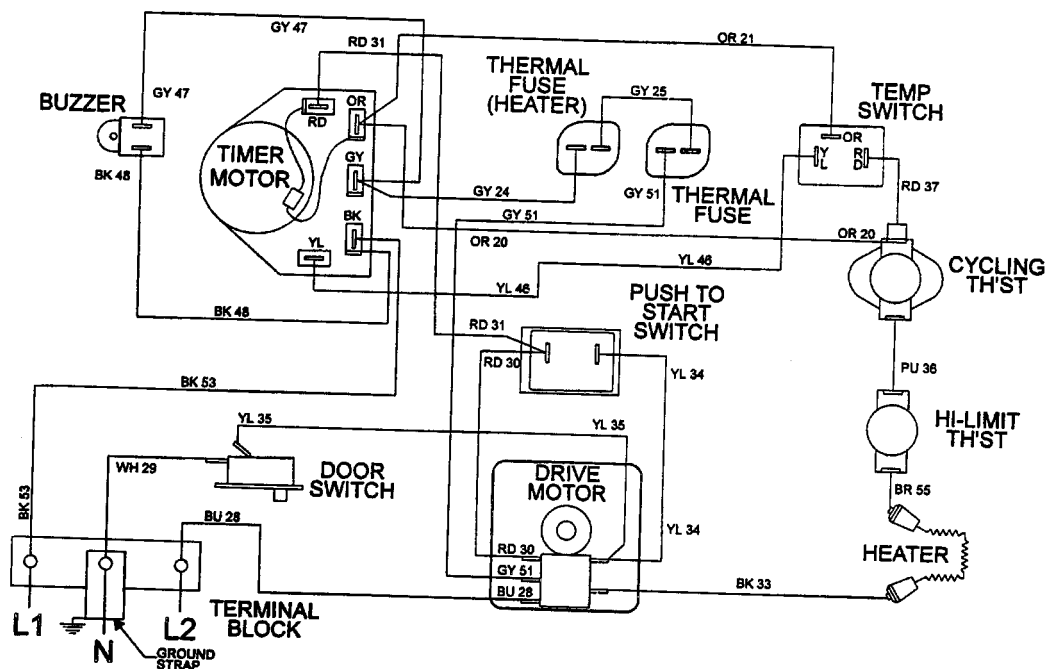 GY 47
RD 31
OR 21
THERMAL
FUSE
(HEATER)
GY 25
TEMP
SWITCH
GY 47
BUZZER
OR
RD
OR
TIMER
MOTOR
GY
Y
L
R
D
BK 48
GY 24
GY 51
THERMAL
FUSE
RD 37
BK
GY 51
OR 20
OR 20
YL
YL 46
YL 46
CYCLING
TH'ST
BK 48
PUSH TO
START
SWITCH
RD 31
RD 30
YL 34
PU 36
BK 53
YL 35
YL 35
HI-LIMIT
TH'ST
WH 29
DOOR
SWITCH
DRIVE
MOTOR
BK 53
BU 28
BR 55
YL 34
RD 30
GY 51
BU 28
HEATER
BK 33
L1
N
L2
TERMINAL
BLOCK
GROUND
STRAP